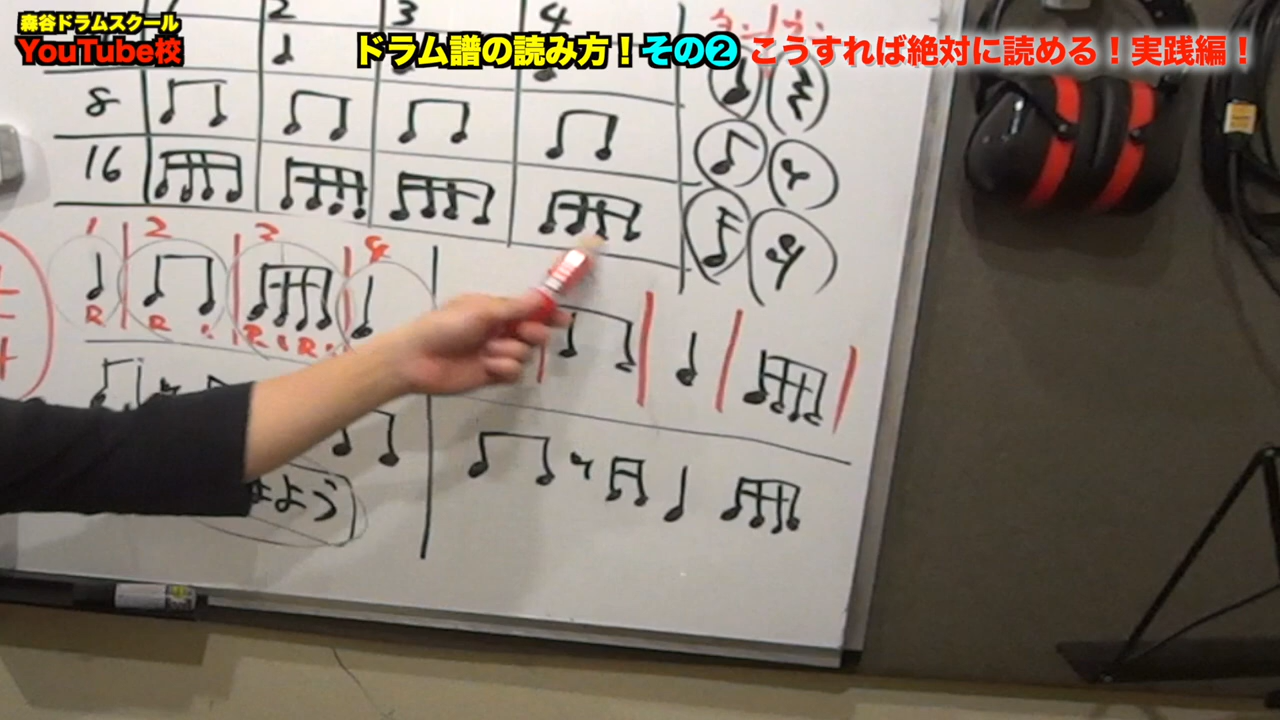 森谷ドラムスクール
YouTube校
ドラム譜の読み方！その❷ こうすれば絶対に読める！実践編！
2 3 4
8
16
1 2 3 4
R R R R
よう